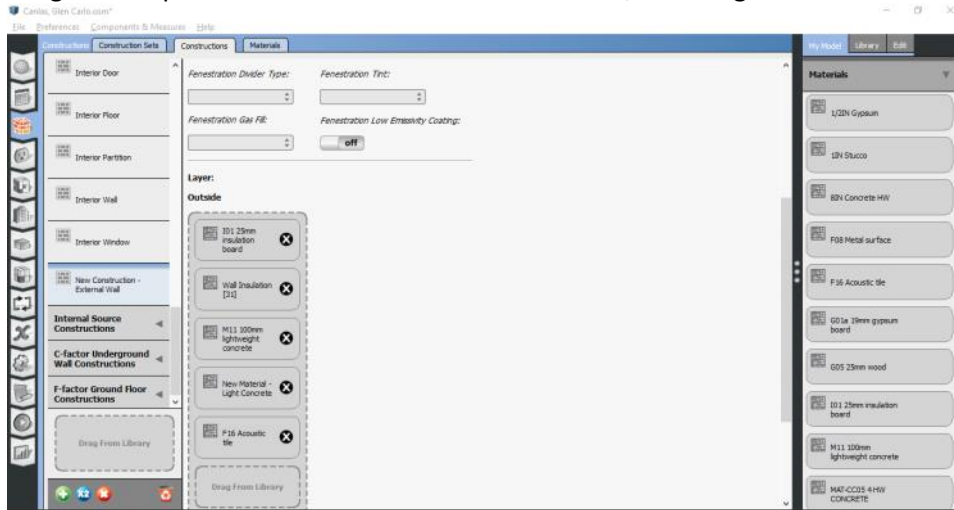 Canlas, Glen Carlo.osm*
File Preferences Components & Measures Help
Constructions
Construction Sets
Constructions
Materials
My Model
Library
Edit
Interior Door
Interior Floor
Interior Partition
Interior Wall
Interior Window
New Construction -
External Wall
Internal Source
Constructions
C-factor Underground
Wall Constructions
F-factor Ground Floor
Constructions
Drag From Library
Fenestration Divider Type:
Fenestration Tint:
Fenestration Gas Fill:
Fenestration Low Emissivity Coating:
off
Layer:
Outside
I01 25mm
insulation
board
Wall Insulation
[31]
M11 100mm
lightweight
concrete
New Material -
Light Concrete
F16 Acoustic
tile
Drag From Library
Materials
1/2IN Gypsum
1IN Stucco
8IN Concrete HW
F08 Metal surface
F16 Acoustic tile
G01a 19mm gypsum
board
G05 25mm wood
I01 25mm insulation
board
M11 100mm
lightweight concrete
MAT-CC05 4 HW
CONCRETE
X2